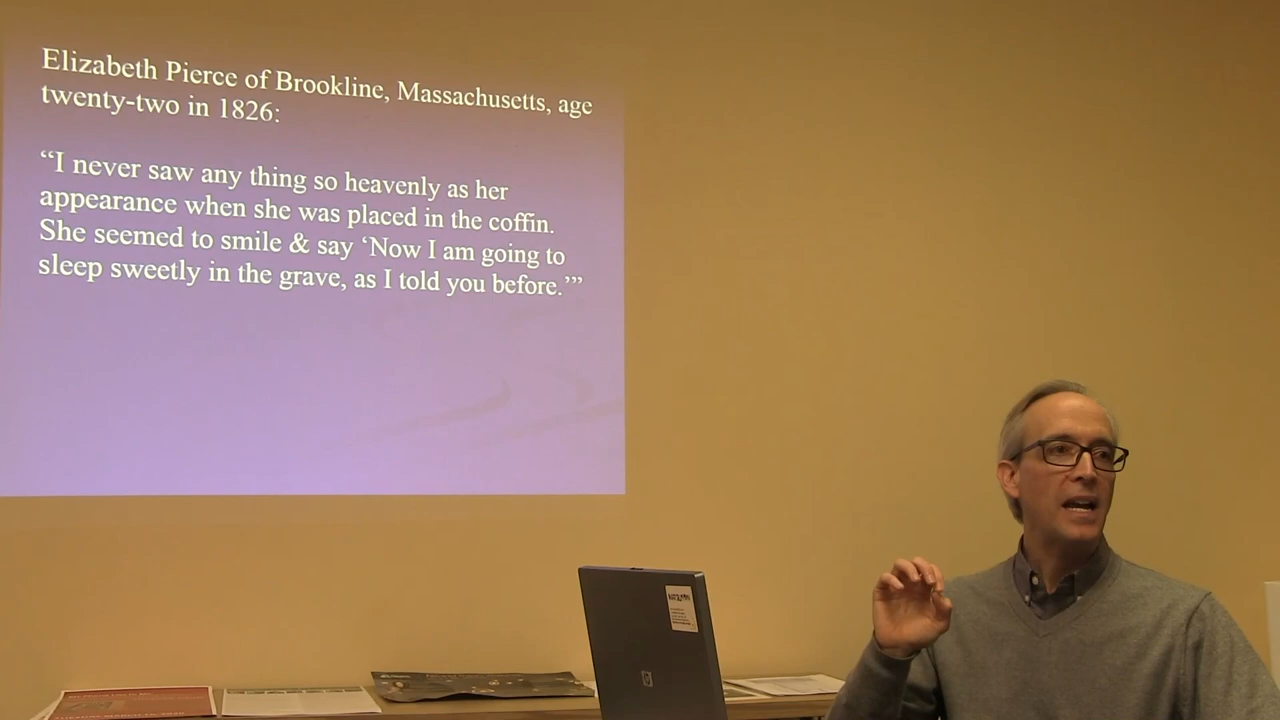 Elizabeth Pierce of Brookline, Massachusetts, age
twenty-two in 1826:
“I never saw any thing so heavenly as her
appearance when she was placed in the coffin.
She seemed to smile & say ‘Now I am going to
sleep sweetly in the grave, as I told you before.’”
hp